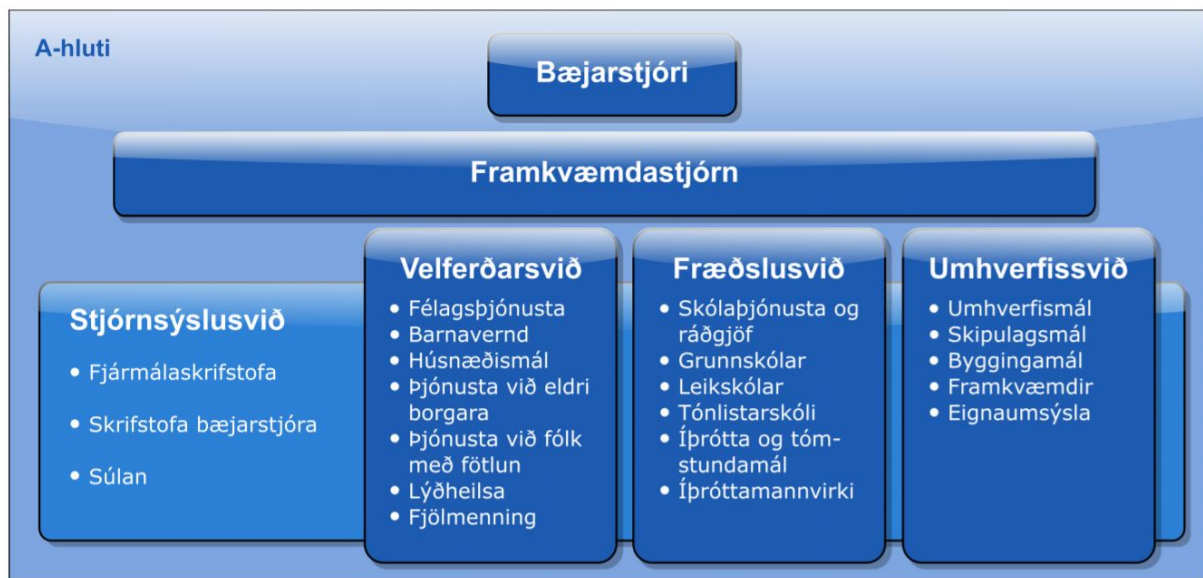 A-hluti
Bæjarstjóri
Framkvæmdastjórn
Stjórnsýslusvið
• Fjármálaskrifstofa
• Skrifstofa bæjarstjóra
• Súlan
Velferðarsvið
• Félagsþjónusta
• Barnavernd
• Húsnæðismál
• Þjónusta við eldri
borgara
• Þjónusta við fólk
með fötlun
• Lýðheilsa
• Fjölmenning
Fræðslusvið
• Skólaþjónusta og
ráðgjöf
• Grunnskólar
• Leikskólar
• Tónlistarskóli
• Íþrótta og tóm-
stundamál
• Íþróttamannvirki
Umhverfissvið
• Umhverfismál
• Skipulagsmál
• Byggingamál
• Framkvæmdir
• Eignaumsýsla